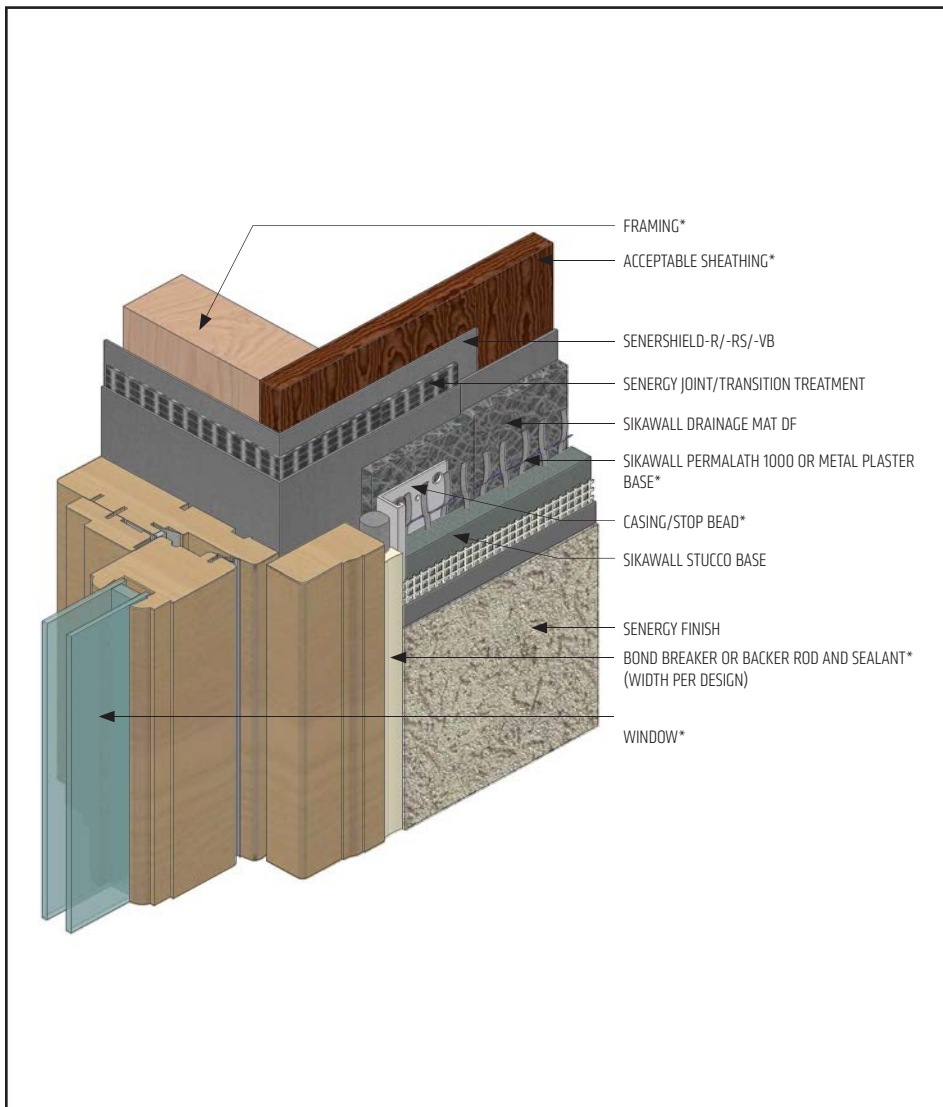 FRAMING*
ACCEPTABLE SHEATHING*
SENERSHIELD-R/-RS/-VB
SENERGY JOINT/TRANSITION TREATMENT
SIKAWALL DRAINAGE MAT DF
SIKAWALL PERMALATH 1000 OR METAL PLASTER
BASE*
CASING/STOP BEAD*
SIKAWALL STUCCO BASE
SENERGY FINISH
BOND BREAKER OR BACKER ROD AND SEALANT*
(WIDTH PER DESIGN)
WINDOW*